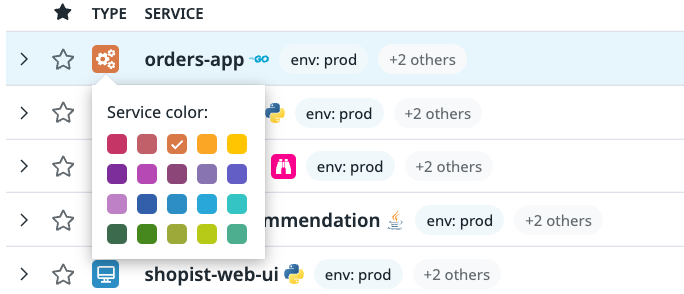 TYPE SERVICE
orders-app GO env: prod +2 others
Service color:
env: prod +2 others
env: prod +2 others
mmendation env: prod +2 others
shopist-web-ui env: prod +2 others